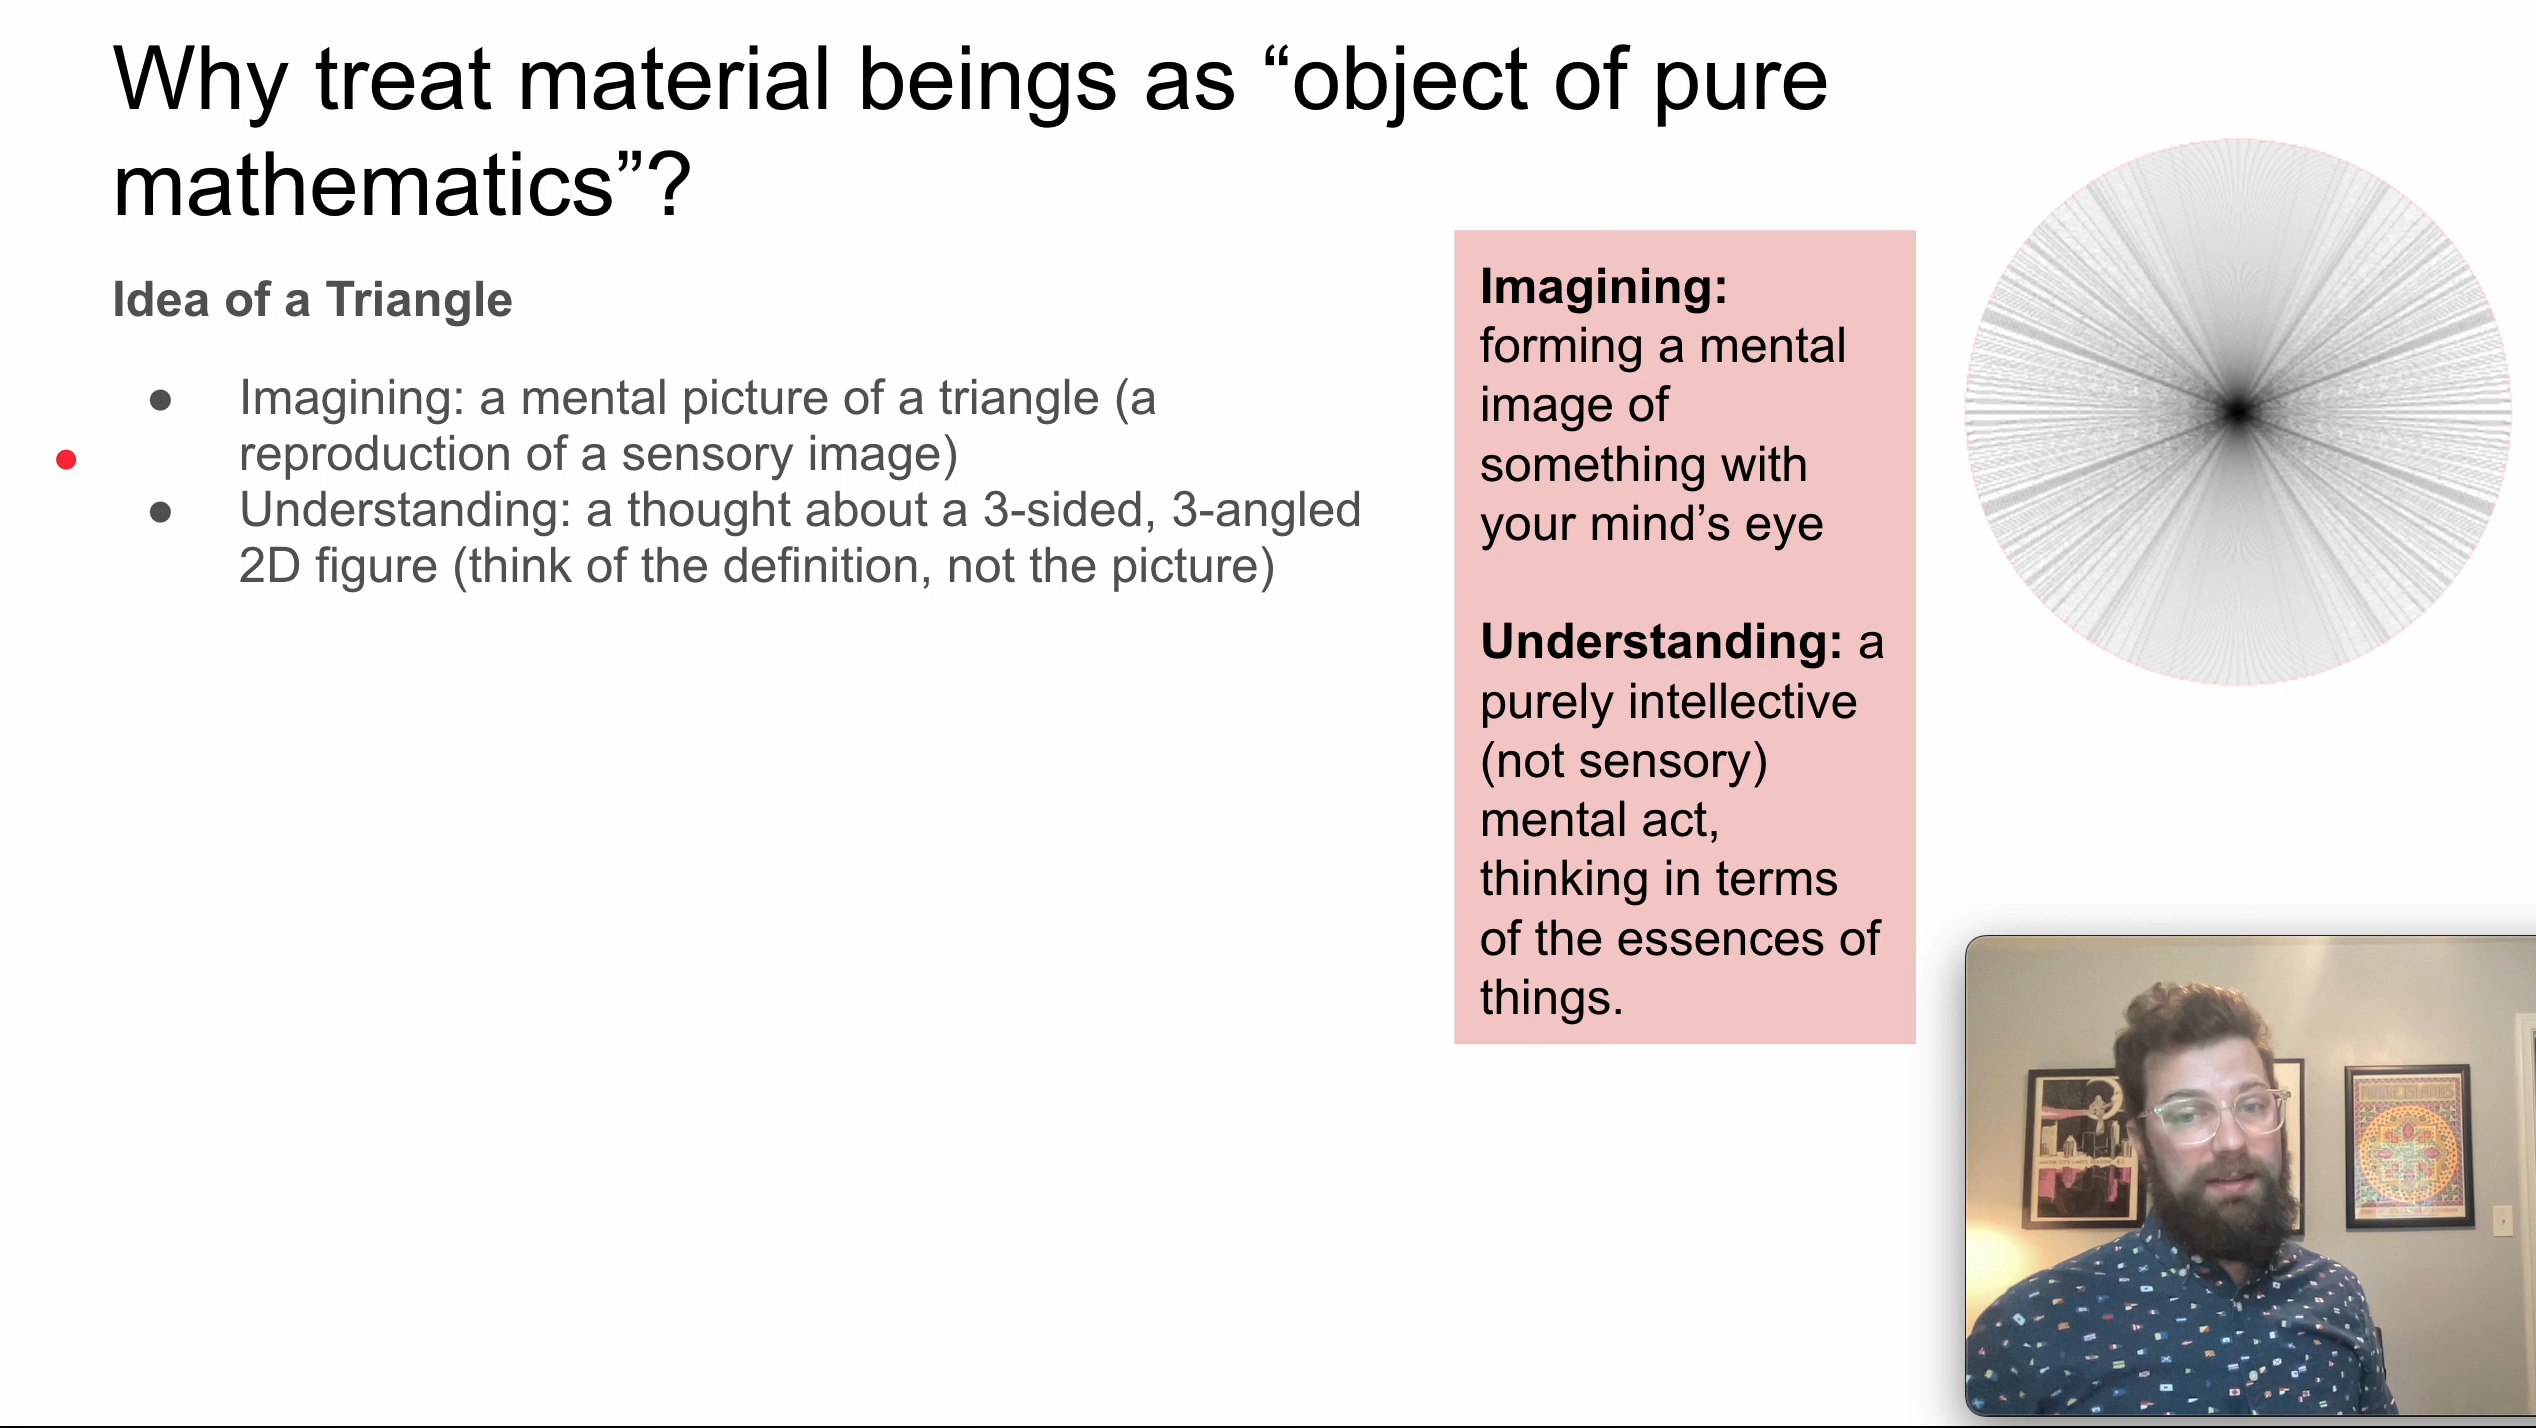 Why treat material beings as “object of pure
mathematics”?
Idea of a Triangle
● Imagining: a mental picture of a triangle (a
reproduction of a sensory image)
● Understanding: a thought about a 3-sided, 3-angled
2D figure (think of the definition, not the picture)
Imagining:
forming a mental
image of
something with
your mind’s eye
Understanding: a
purely intellective
(not sensory)
mental act,
thinking in terms
of the essences of
things.